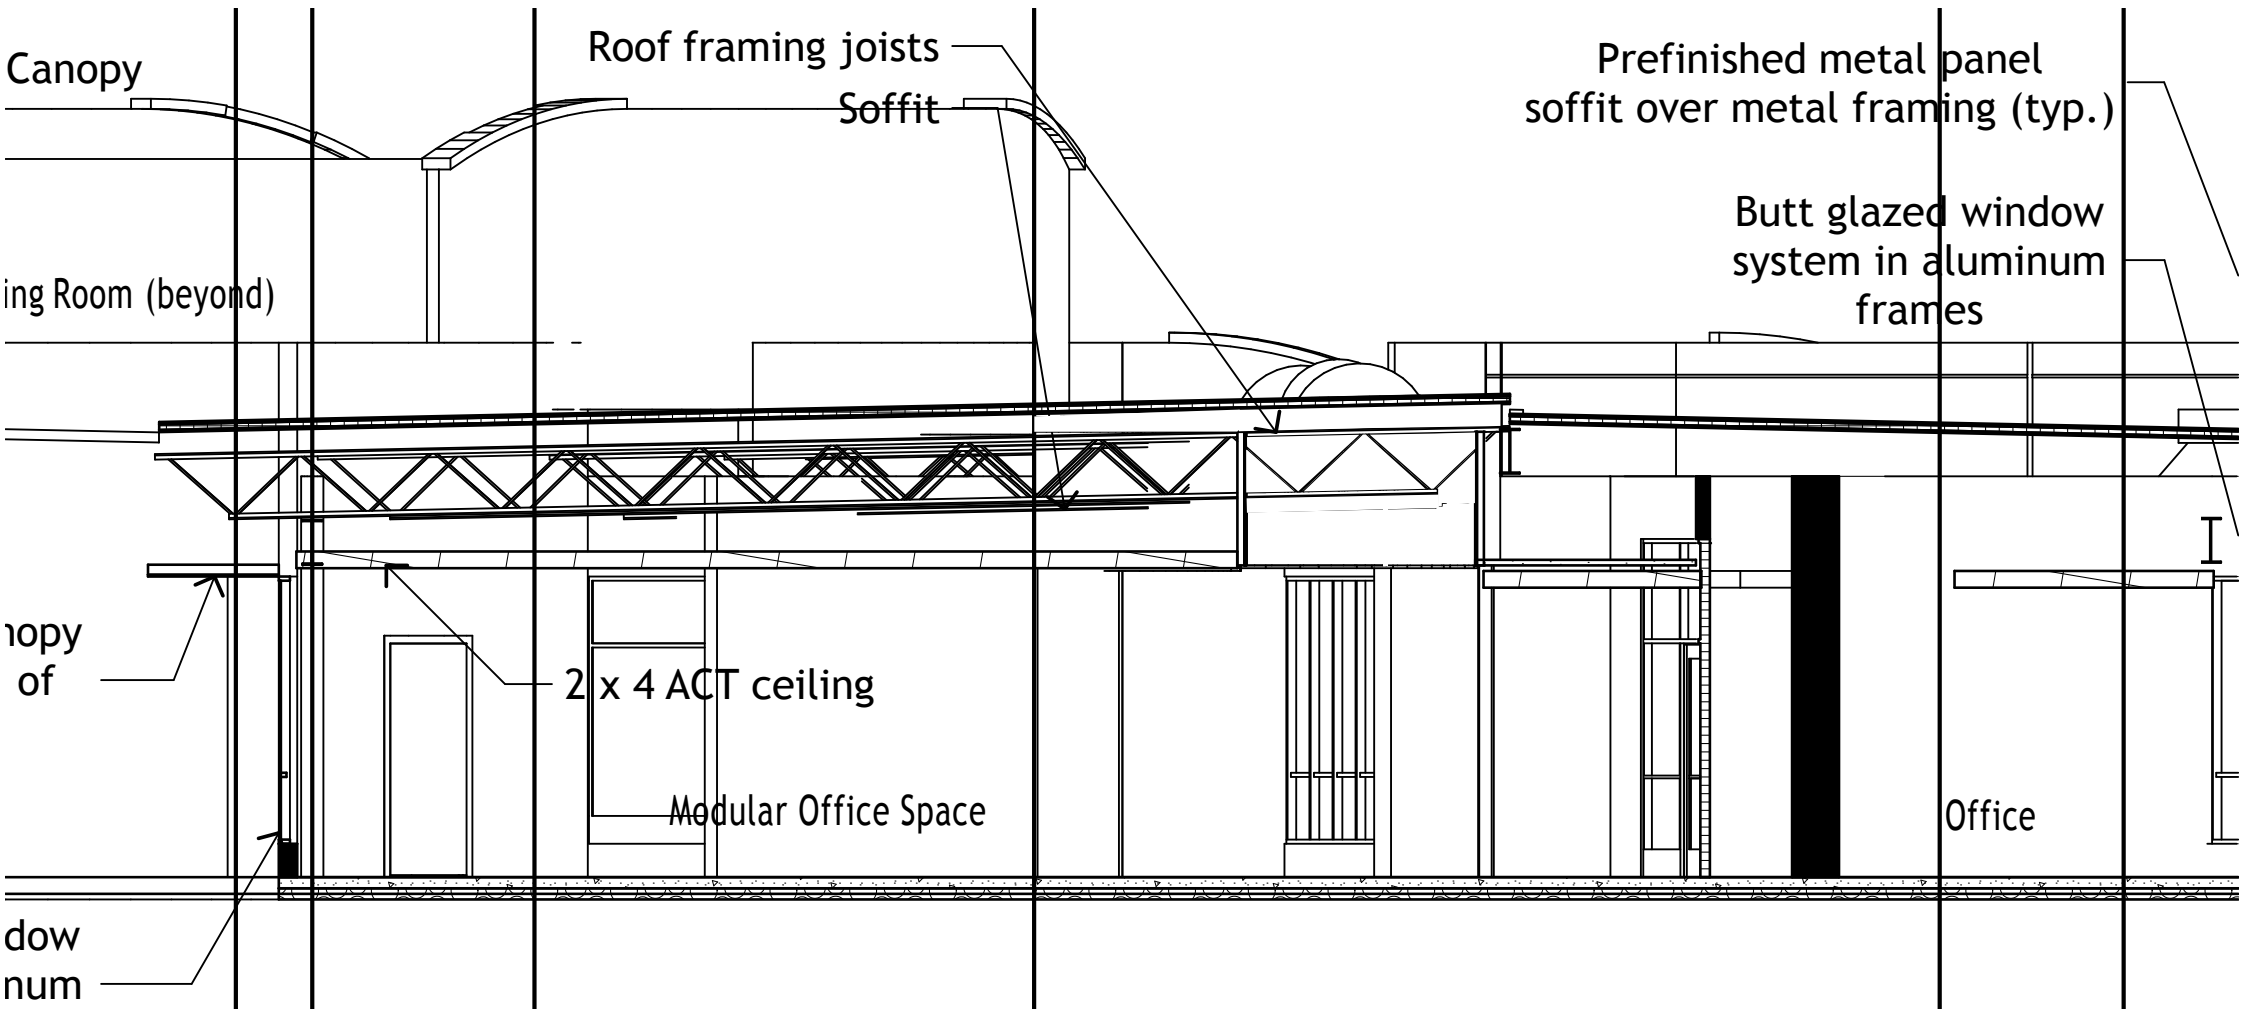 Canopy
Roof framing joists
Soffit
Prefinished metal panel
soffit over metal framing (typ.)
Butt glazed window
system in aluminum
frames
ing Room (beyond)
nopy
of
2 x 4 ACT ceiling
Modular Office Space
Office
dow
num